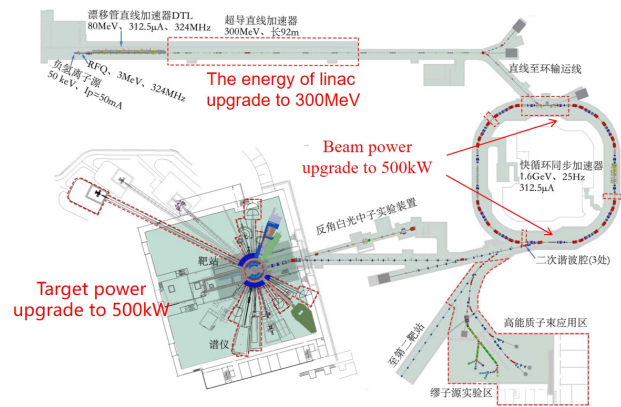 漂移管直线加速器DTL
80MeV、312.5μA、324MHz
超导直线加速器
300MeV、长92m
RFQ、3MeV、324MHz
负氢离子源
50 keV、Ip=50mA
The energy of linac
upgrade to 300MeV
直线至环输运线
Beam power
upgrade to 500kW
快循环同步加速器
1.6GeV、25Hz
312.5μA
反角白光中子实验装置
靶站
二次谐波腔(3处)
Target power
upgrade to 500kW
谱仪
至第二靶站
高能质子束应用区
缪子源实验区